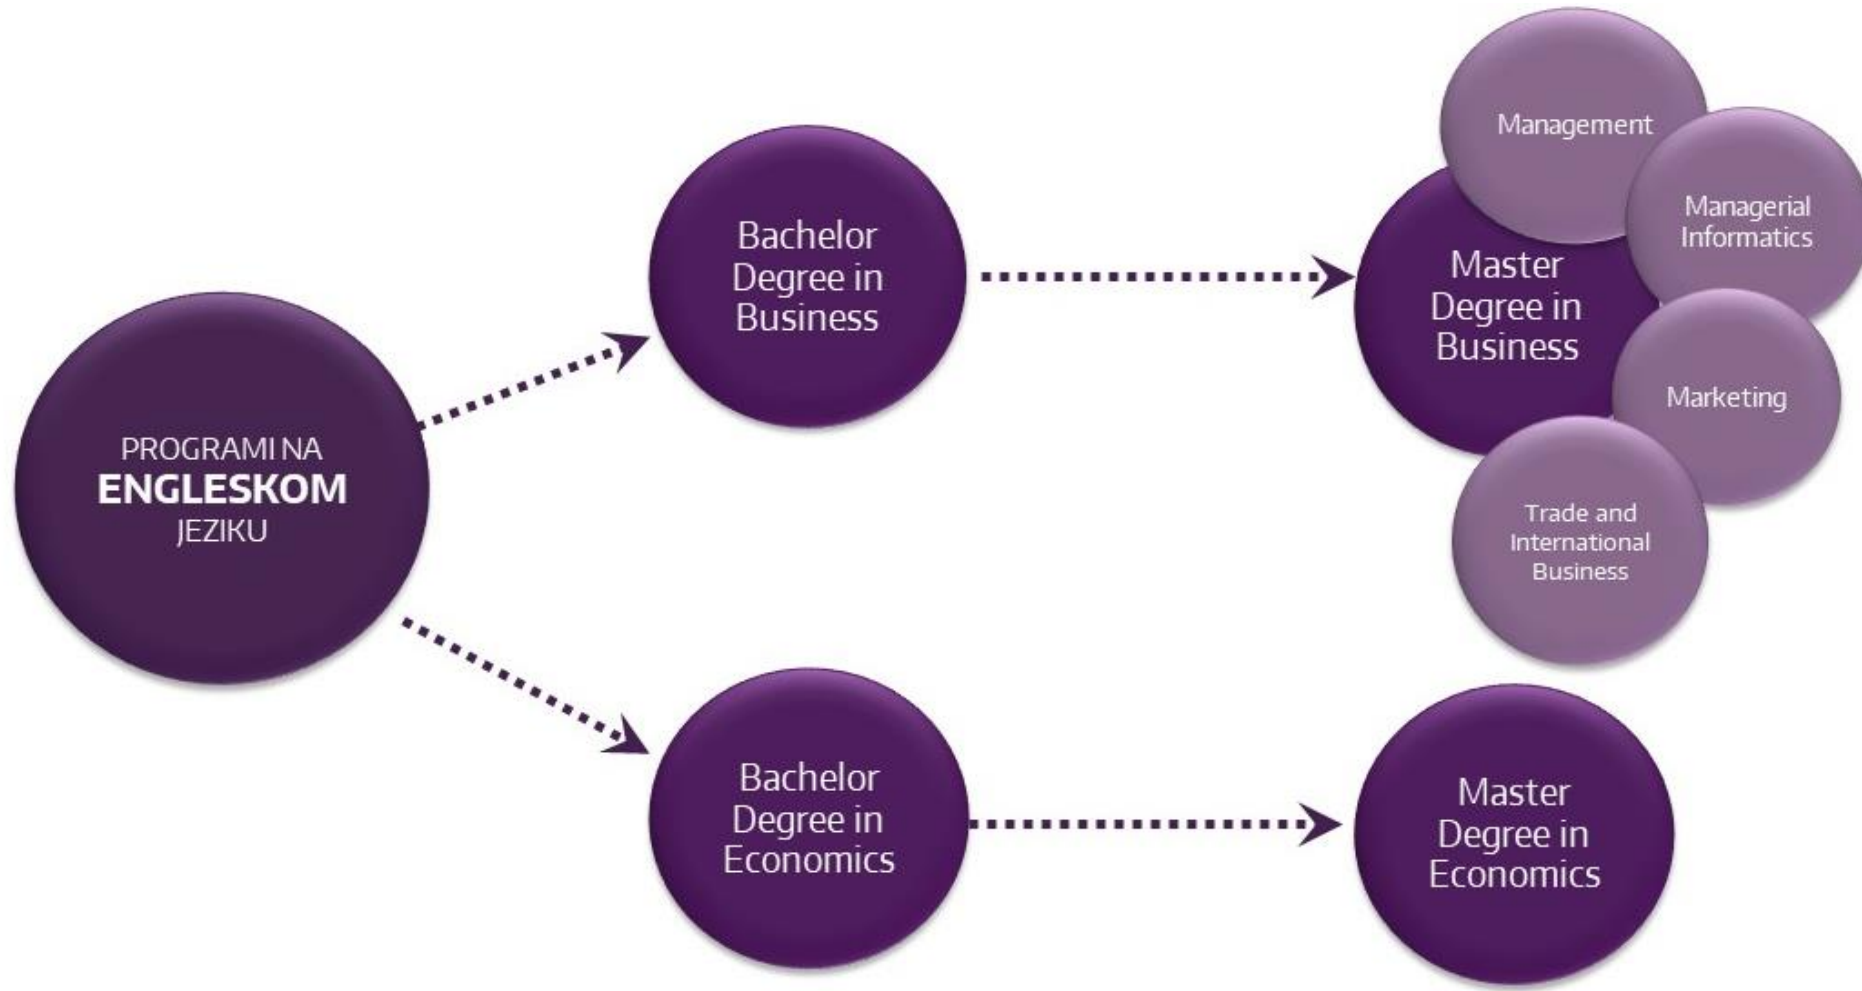 PROGRAMI NA
ENGLESKOM
JEZIKU
Bachelor
Degree in
Business
Master
Degree in
Business
Management
Managerial
Informatics
Marketing
Trade and
International
Business
Bachelor
Degree in
Economics
Master
Degree in
Economics